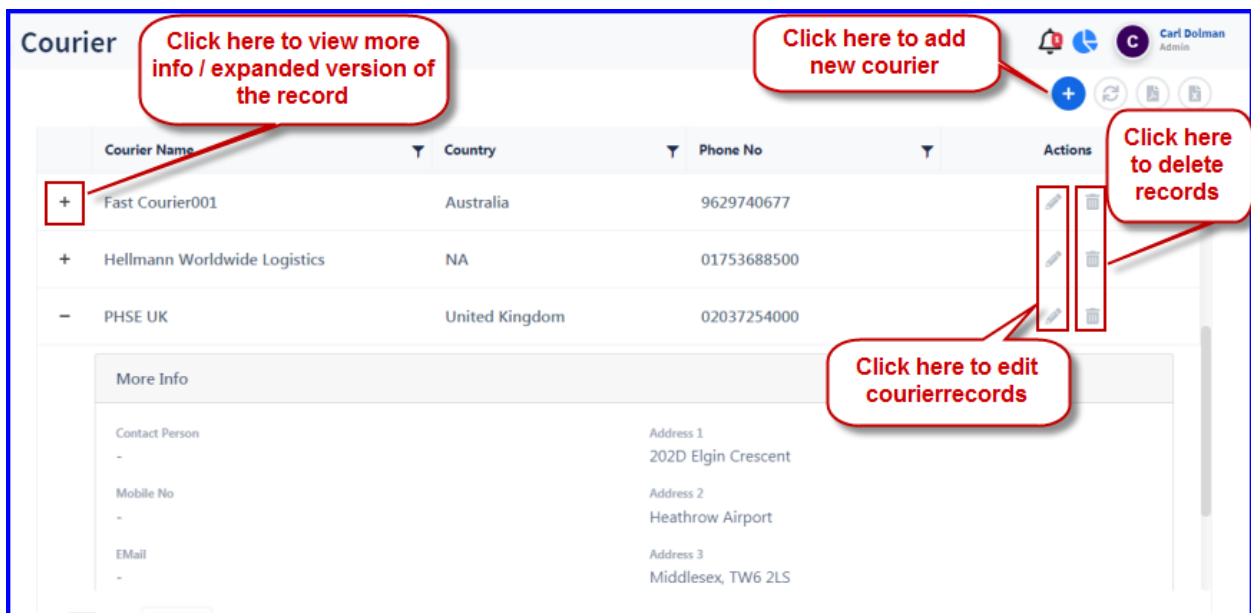 Courier
Click here to view more
info / expanded version of
the record
Click here to add
new courier
C
Carl Dolman
Admin
Click here
to delete
records
Courier Name
Country
Phone No
Actions
+ Fast Courier001 Australia 9629740677
+ Hellmann Worldwide Logistics NA 01753688500
− PHSE UK United Kingdom 02037254000
Click here to edit
courierrecords
More Info
Contact Person
-
Address 1
202D Elgin Crescent
Mobile No
-
Address 2
Heathrow Airport
EMail
-
Address 3
Middlesex, TW6 2LS